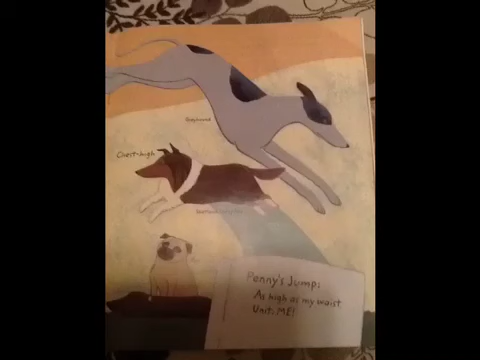 Greyhound
Chest-high
Penny's Jump:
As high as my waist
Unit: ME!